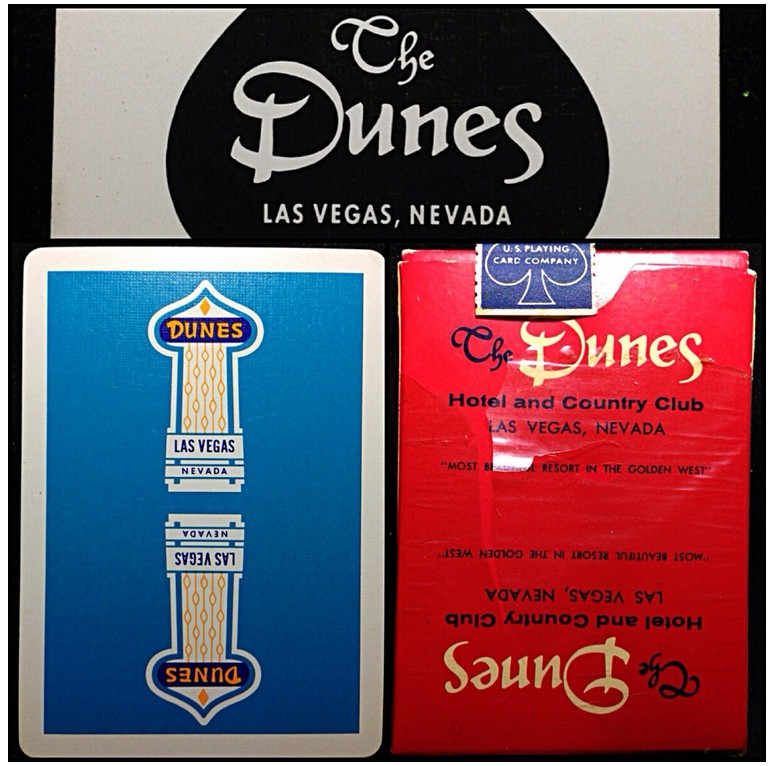 The
Dunes
LAS VEGAS, NEVADA
DUNES
LAS VEGAS
NEVADA
NEVADA
LAS VEGAS
DUNES
U.S. PLAYING
CARD COMPANY
The Dunes
Hotel and Country Club
LAS VEGAS, NEVADA
"MOST BEAUTIFUL RESORT IN THE GOLDEN WEST"
"MOST BEAUTIFUL RESORT IN THE GOLDEN WEST"
LAS VEGAS, NEVADA
Hotel and Country Club
The Dunes